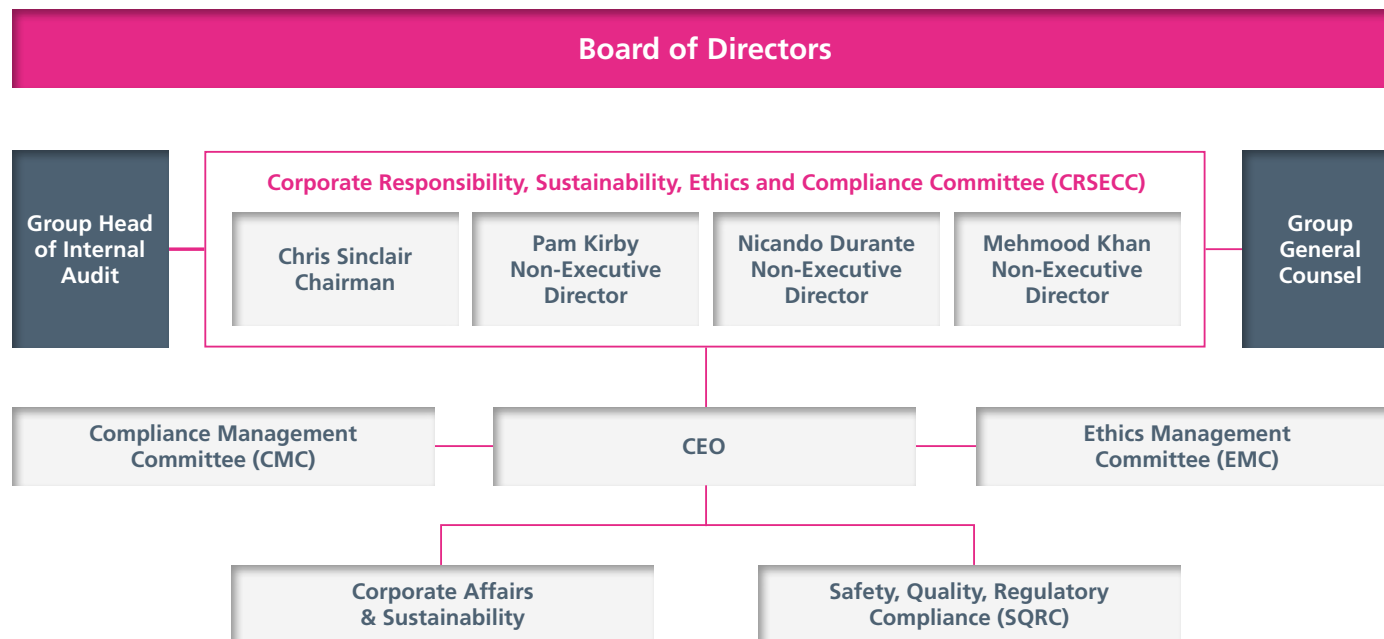 Board of Directors
Group Head
of Internal
Audit
Corporate Responsibility, Sustainability, Ethics and Compliance Committee (CRSECC)
Chris Sinclair
Chairman
Pam Kirby
Non-Executive
Director
Nicando Durante
Non-Executive
Director
Mehmood Khan
Non-Executive
Director
Group
General
Counsel
Compliance Management
Committee (CMC)
CEO
Ethics Management
Committee (EMC)
Corporate Affairs
& Sustainability
Safety, Quality, Regulatory
Compliance (SQRC)